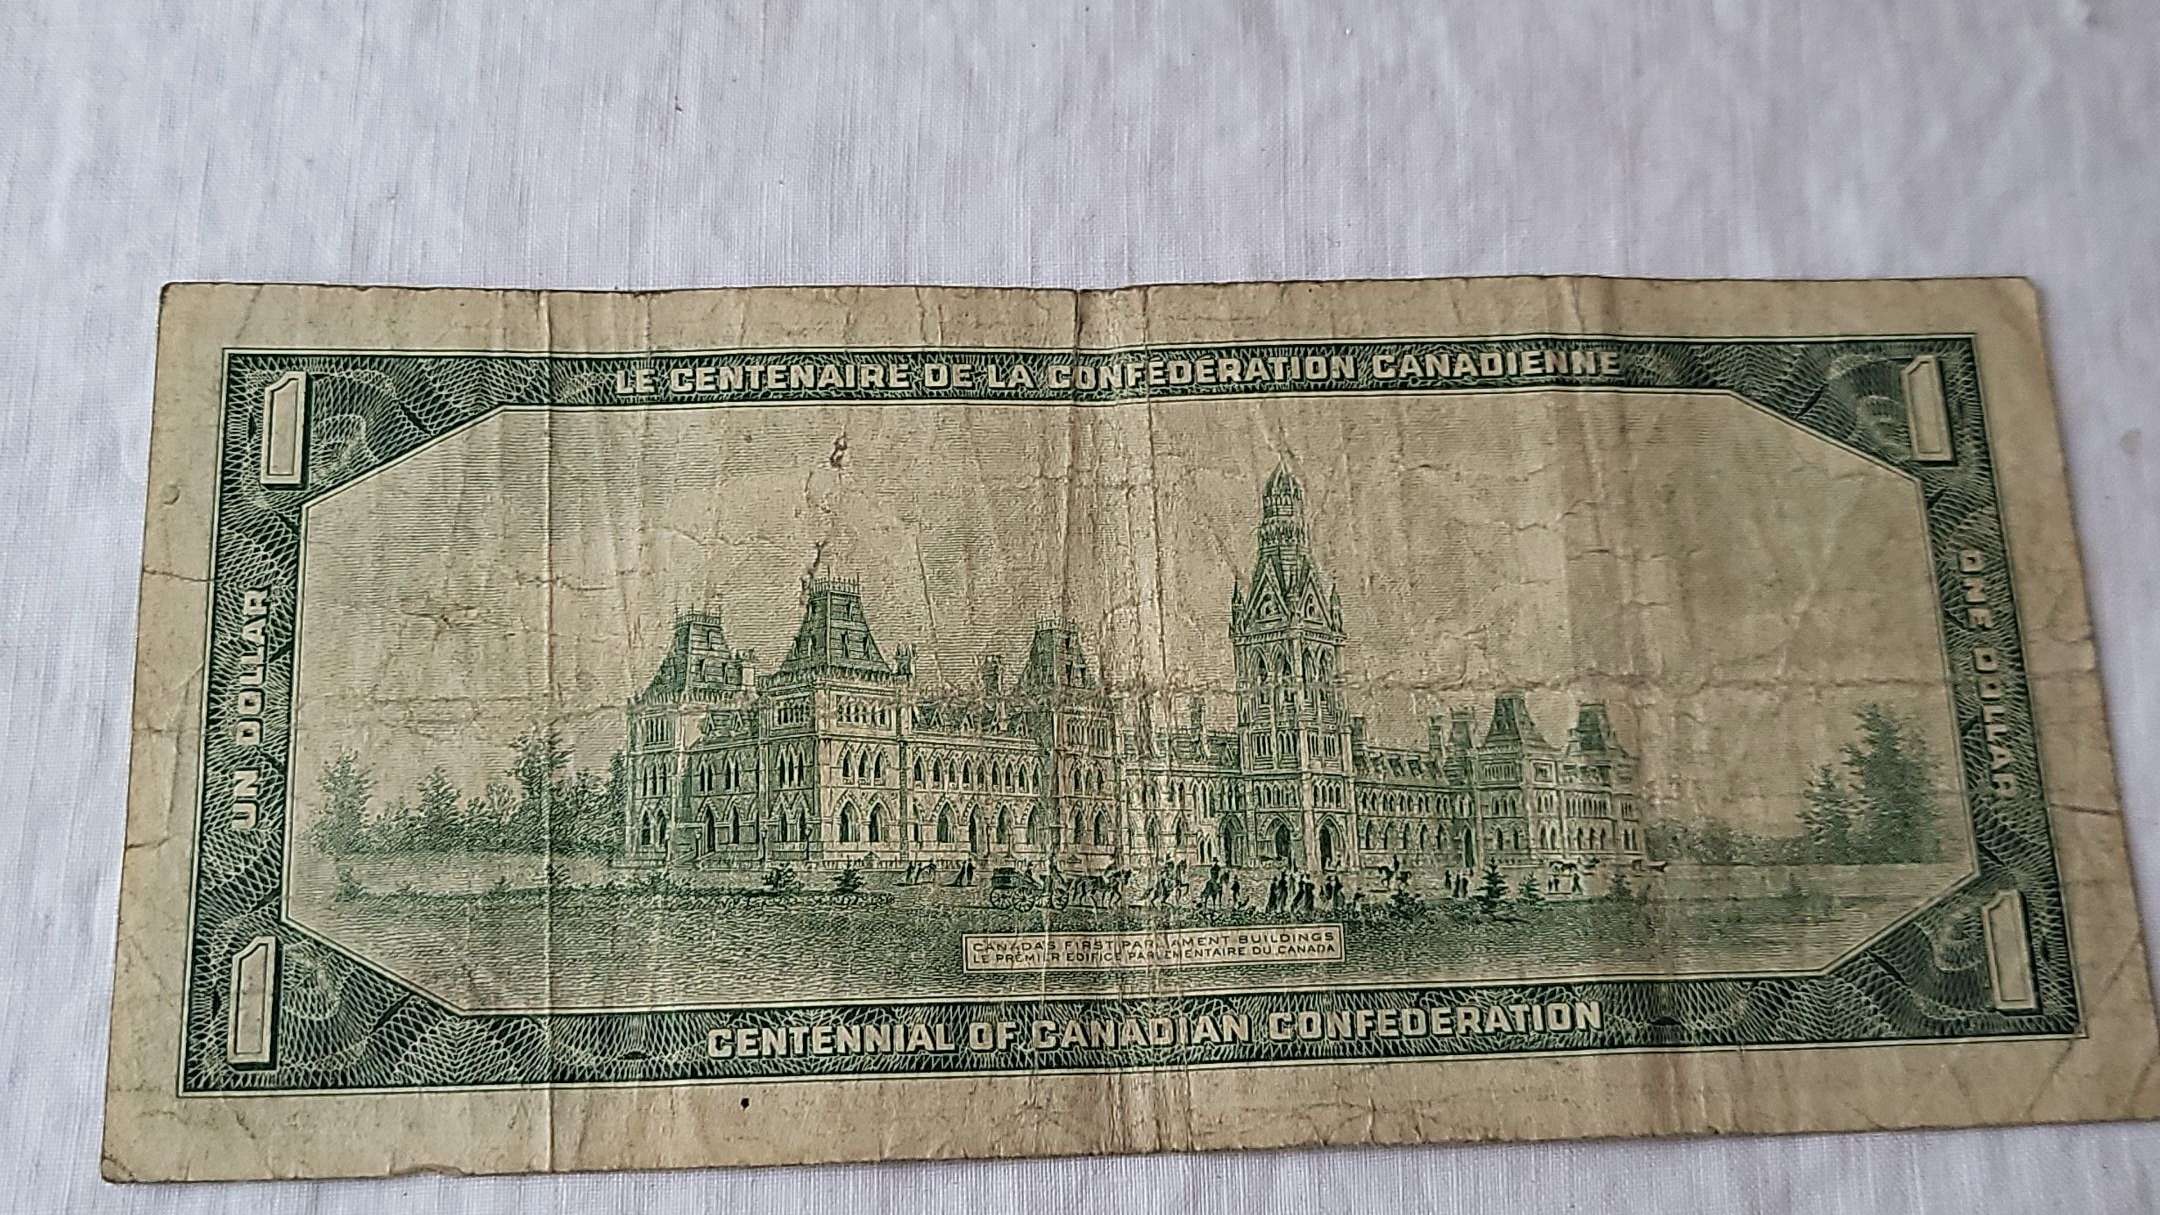 LE CENTENAIRE DE LA CONFÉDÉRATION CANADIENNE
1
1
UN DOLLAR
ONE DOLLAR
CANADA'S FIRST PARLIAMENT BUILDINGS
LE PREMIER EDIFICE PARLEMENTAIRE DU CANADA
1
1
CENTENNIAL OF CANADIAN CONFEDERATION